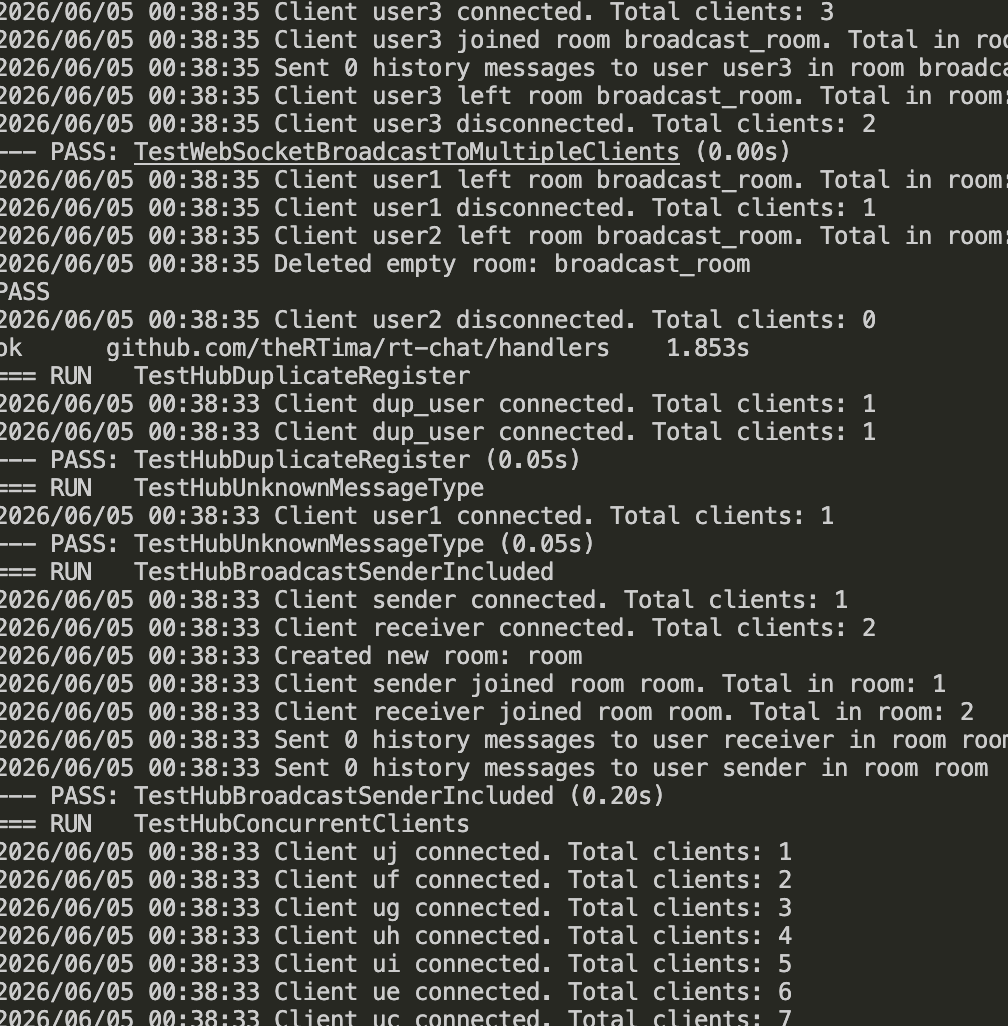 2026/06/05 00:38:35 Client user3 connected. Total clients: 3
2026/06/05 00:38:35 Client user3 joined room broadcast_room. Total in
2026/06/05 00:38:35 Sent 0 history messages to user user3 in room
2026/06/05 00:38:35 Client user3 left room broadcast_room. Total in room:
2026/06/05 00:38:35 Client user3 disconnected. Total clients: 2
--- PASS: TestWebSocketBroadcastToMultipleClients (0.00s)
2026/06/05 00:38:35 Client user1 left room broadcast_room. Total in room:
2026/06/05 00:38:35 Client user1 disconnected. Total clients: 1
2026/06/05 00:38:35 Client user2 left room broadcast_room. Total in room:
2026/06/05 00:38:35 Deleted empty room: broadcast_room
PASS
2026/06/05 00:38:35 Client user2 disconnected. Total clients: 0
ok github.com/theRTima/rt-chat/handlers 1.853s
=== RUN TestHubDuplicateRegister
2026/06/05 00:38:33 Client dup_user connected. Total clients: 1
2026/06/05 00:38:33 Client dup_user connected. Total clients: 1
--- PASS: TestHubDuplicateRegister (0.05s)
=== RUN TestHubUnknownMessageType
2026/06/05 00:38:33 Client user1 connected. Total clients: 1
--- PASS: TestHubUnknownMessageType (0.05s)
=== RUN TestHubBroadcastSenderIncluded
2026/06/05 00:38:33 Client sender connected. Total clients: 1
2026/06/05 00:38:33 Client receiver connected. Total clients: 2
2026/06/05 00:38:33 Created new room: room
2026/06/05 00:38:33 Client sender joined room room. Total in room: 1
2026/06/05 00:38:33 Client receiver joined room room. Total in room: 2
2026/06/05 00:38:33 Sent 0 history messages to user receiver in room room
2026/06/05 00:38:33 Sent 0 history messages to user sender in room room
--- PASS: TestHubBroadcastSenderIncluded (0.20s)
=== RUN TestHubConcurrentClients
2026/06/05 00:38:33 Client uj connected. Total clients: 1
2026/06/05 00:38:33 Client uf connected. Total clients: 2
2026/06/05 00:38:33 Client ug connected. Total clients: 3
2026/06/05 00:38:33 Client uh connected. Total clients: 4
2026/06/05 00:38:33 Client ui connected. Total clients: 5
2026/06/05 00:38:33 Client ue connected. Total clients: 6
2026/06/05 00:38:33 Client uc connected. Total clients: 7